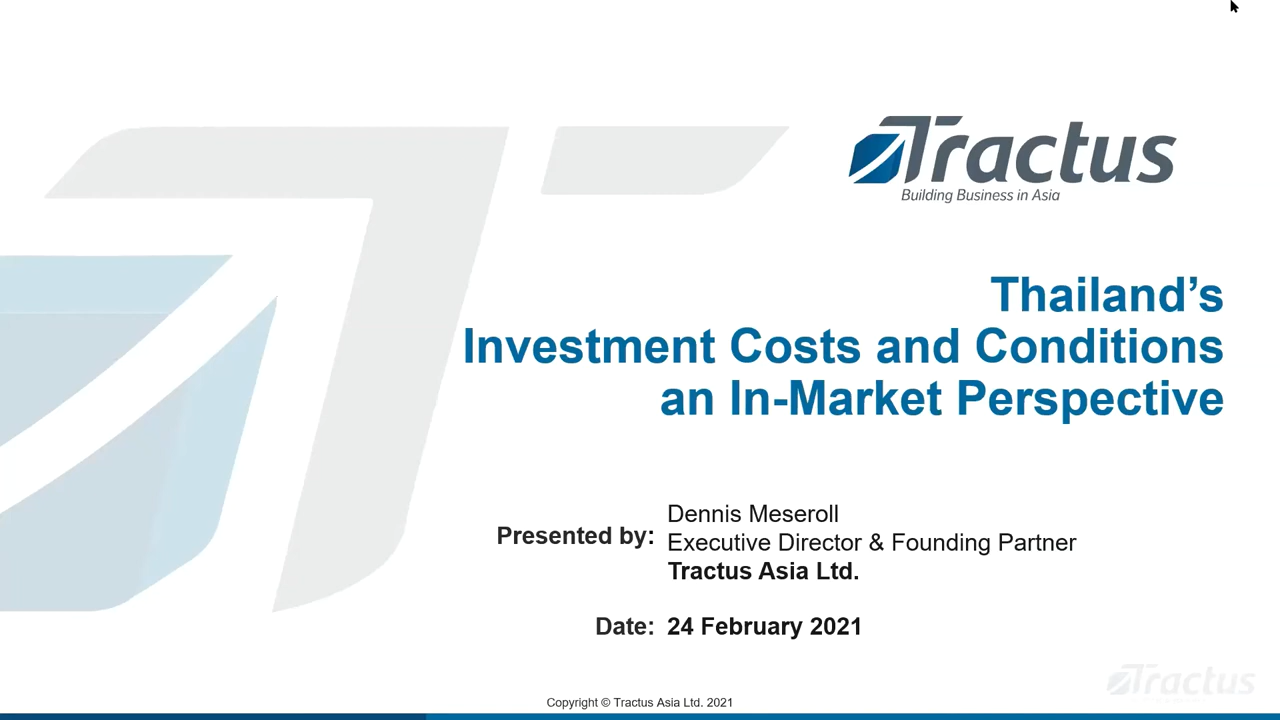 Tractus
Building Business in Asia
Thailand’s
Investment Costs and Conditions
an In-Market Perspective
Presented by:
Dennis Meseroll
Executive Director & Founding Partner
Tractus Asia Ltd.
Date: 24 February 2021
Tractus
Copyright © Tractus Asia Ltd. 2021